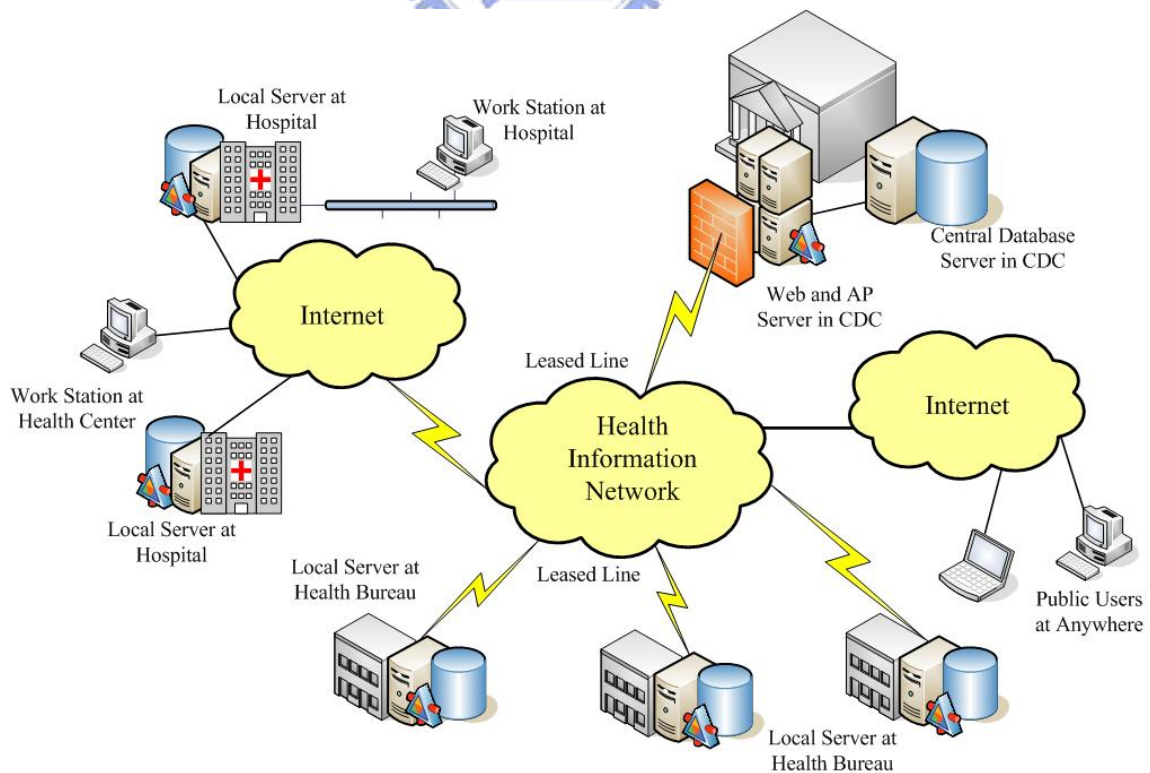 Local Server at
Hospital
Work Station at
Hospital
Central Database
Server in CDC
Web and AP
Server in CDC
Internet
Leased Line
Work Station at
Health Center
Health
Information
Network
Internet
Local Server at
Hospital
Local Server at
Health Bureau
Leased Line
Public Users
at Anywhere
Local Server at
Health Bureau